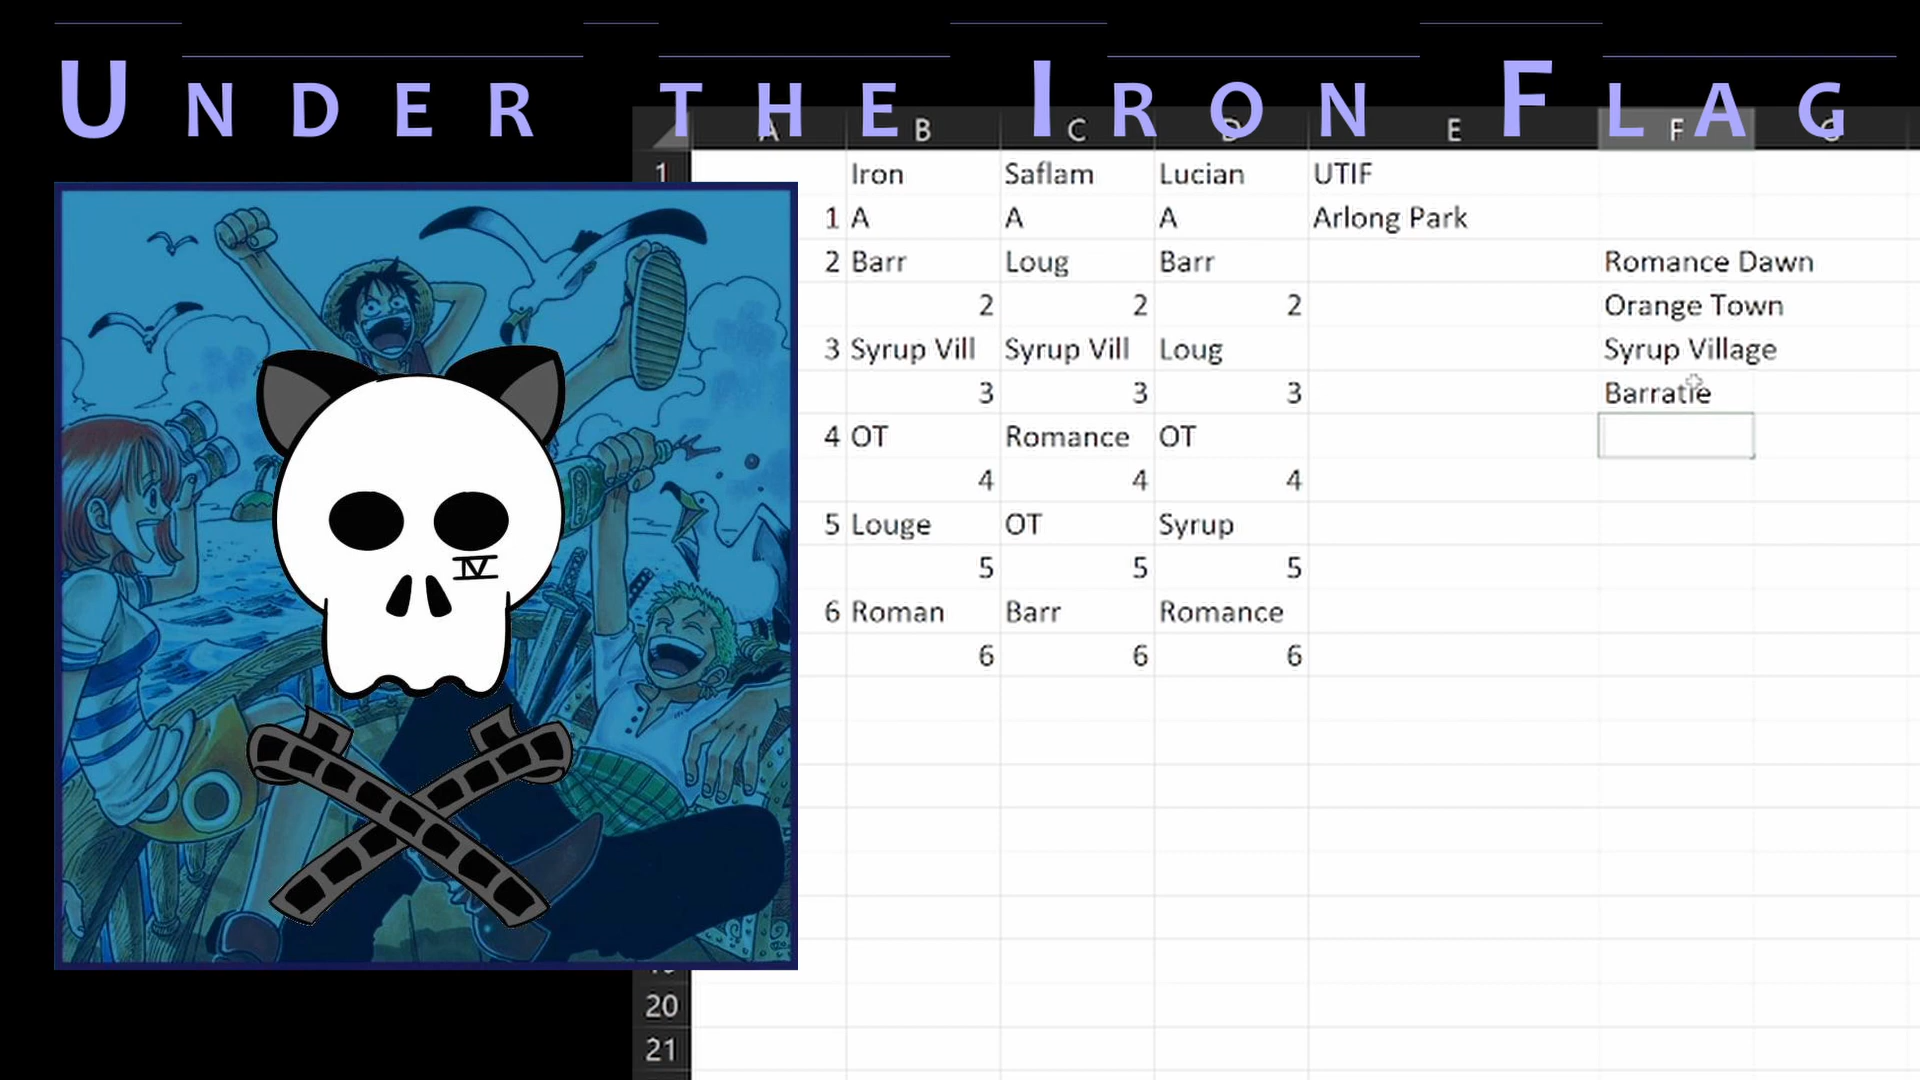 UNDER THE IRON FLAG
A B C D E F G
1 Iron Saflam Lucian UTIF
1 A A A Arlong Park
2 Barr Loug Barr Romance Dawn
2 2 2 Orange Town
3 Syrup Vill Syrup Vill Loug Syrup Village
3 3 3 Barratie
4 OT Romance OT
4 4 4
5 Louge OT Syrup
5 5 5
IV
6 Roman Barr Romance
6 6 6
20
21